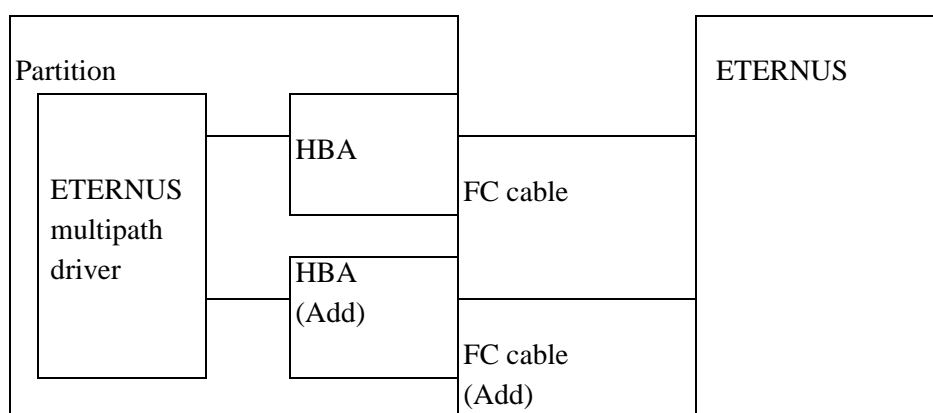 Partition
ETERNUS
HBA
ETERNUS
multipath
driver
FC cable
HBA
(Add)
FC cable
(Add)